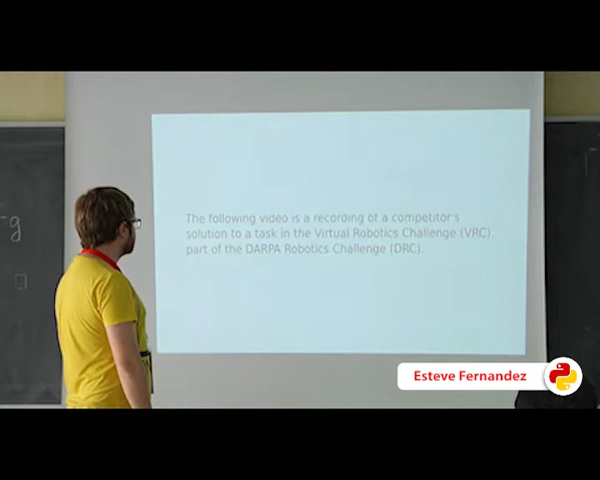 g
The following video is a recording of a competitor's
solution to a task in the Virtual Robotics Challenge (VRC),
part of the DARPA Robotics Challenge (DRC).
Esteve Fernandez